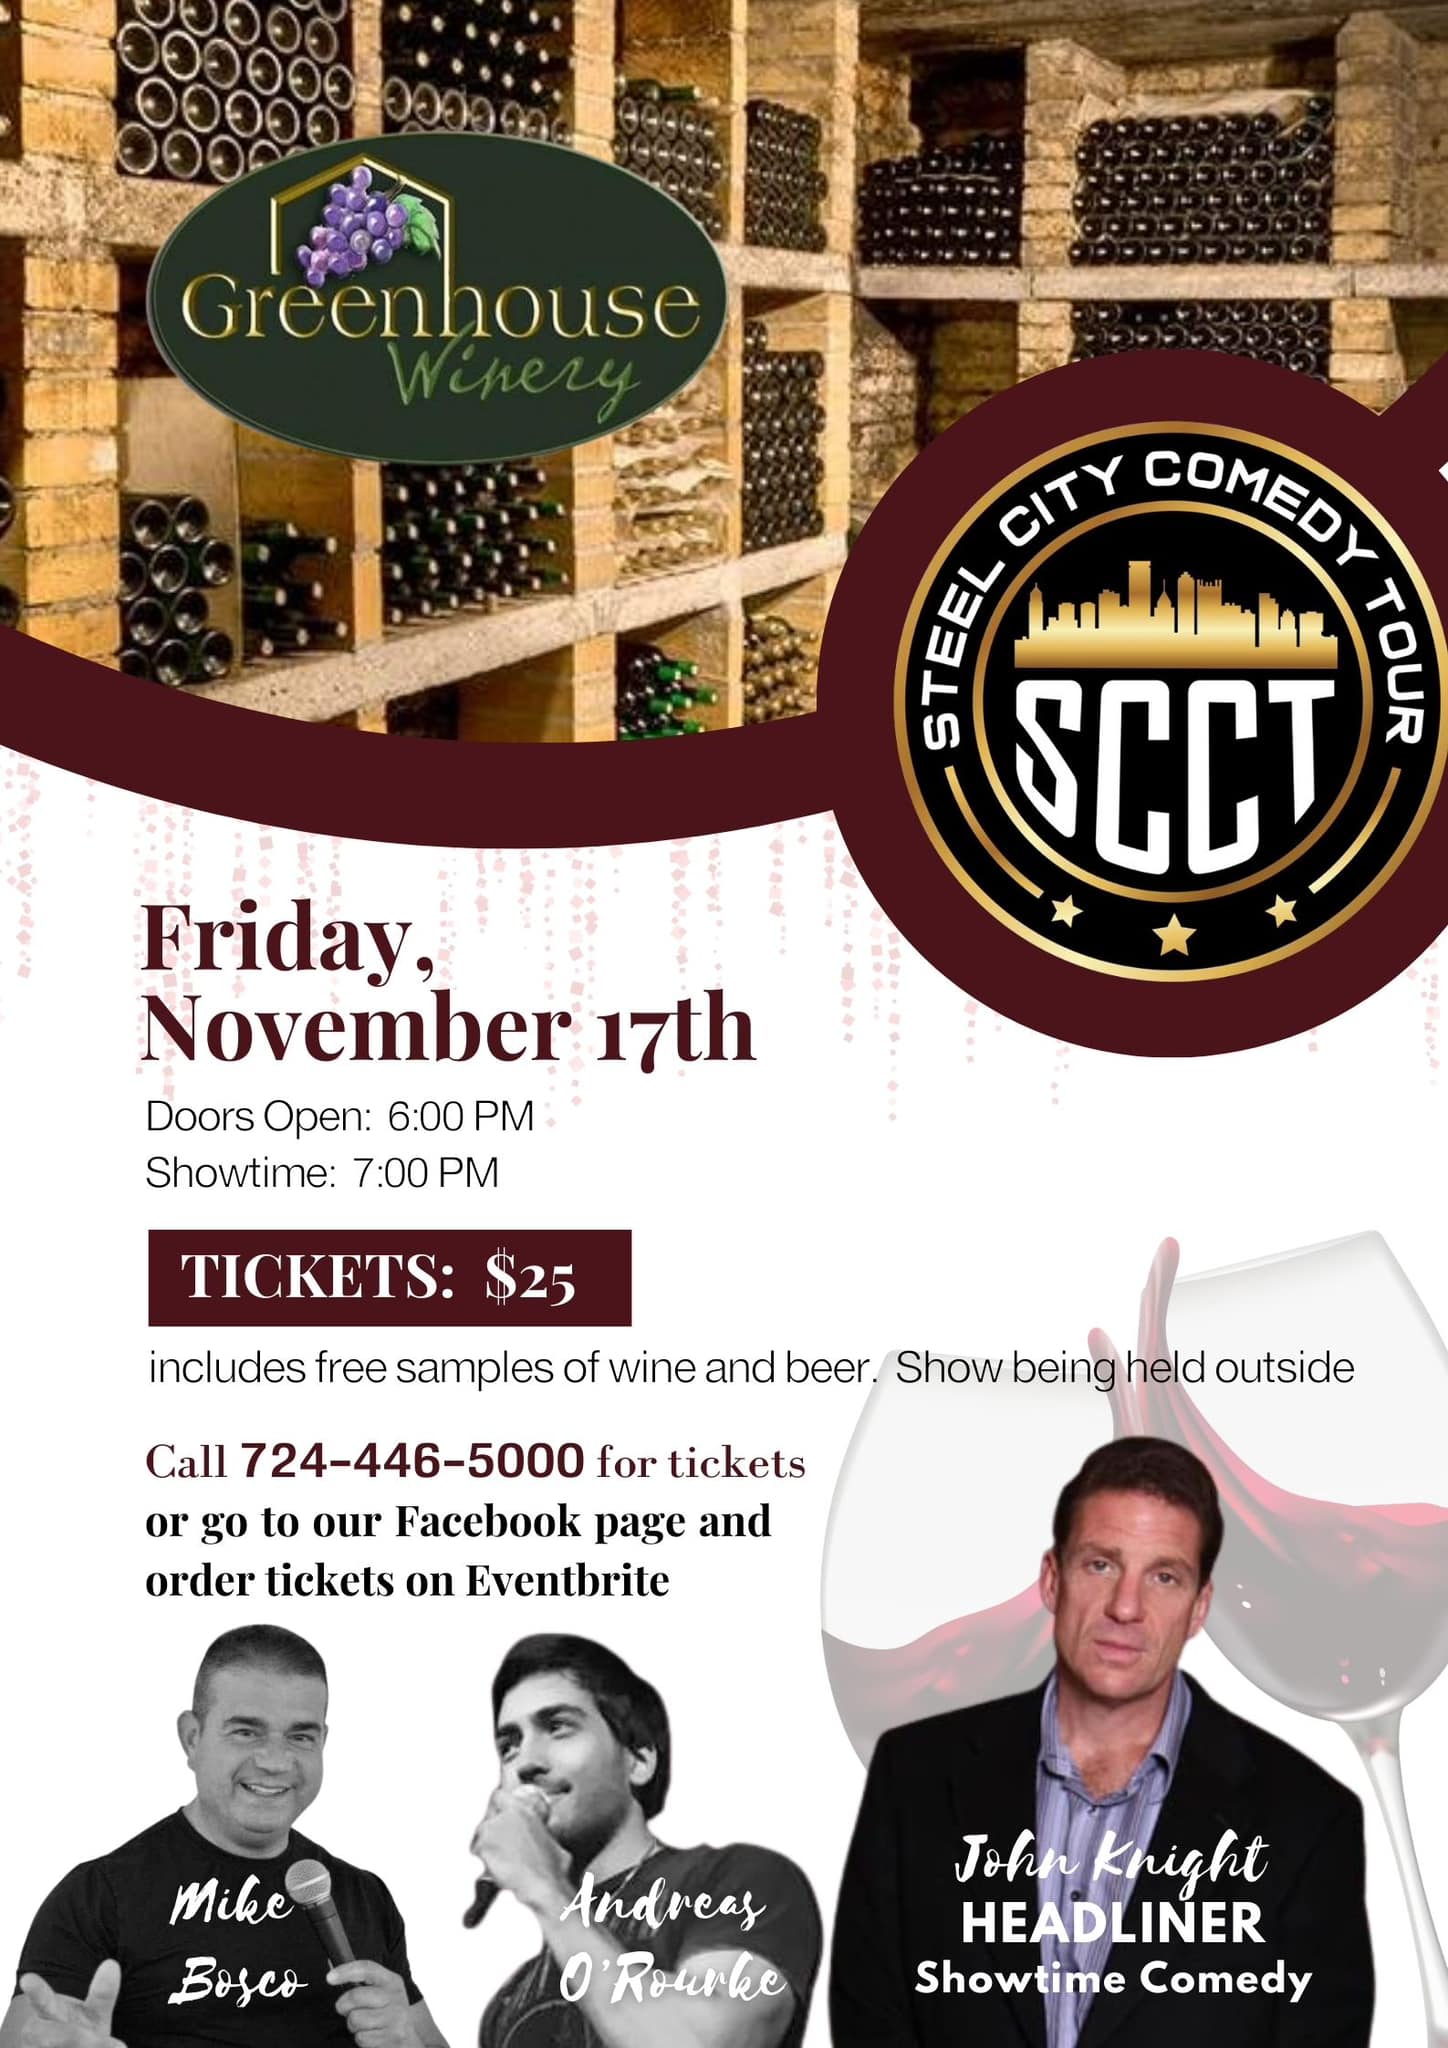 Greenhouse
Winery
STEEL CITY COMEDY TOUR
SCCT
Friday,
November 17th
Doors Open: 6:00 PM
Showtime: 7:00 PM
TICKETS: $25
includes free samples of wine and beer. Show being held outside
Call 724-446-5000 for tickets
or go to our Facebook page and
order tickets on Eventbrite
Mike
Bosco
Andreas
O'Rourke
John Knight
HEADLINER
Showtime Comedy